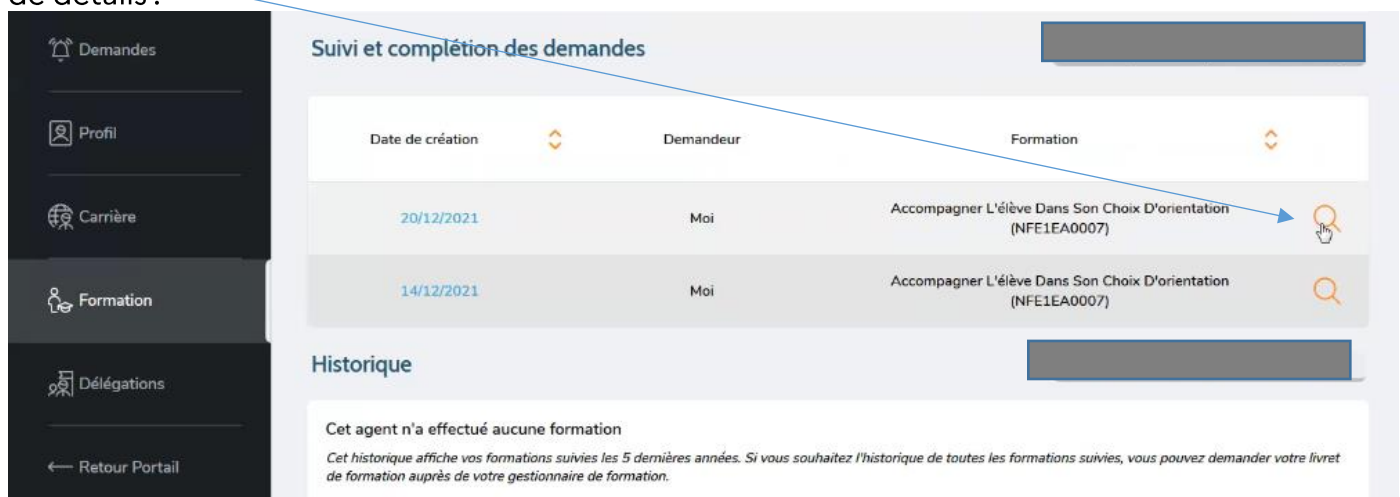 de détails :
Demandes
Profil
Carrière
Formation
Délégations
← Retour Portail
Suivi et complétion des demandes
Date de création Demandeur Formation
20/12/2021 Moi Accompagner L'élève Dans Son Choix D'orientation
(NFE1EA0007)
14/12/2021 Moi Accompagner L'élève Dans Son Choix D'orientation
(NFE1EA0007)
Historique
Cet agent n'a effectué aucune formation
Cet historique affiche vos formations suivies les 5 dernières années. Si vous souhaitez l'historique de toutes les formations suivies, vous pouvez demander votre livret
de formation auprès de votre gestionnaire de formation.